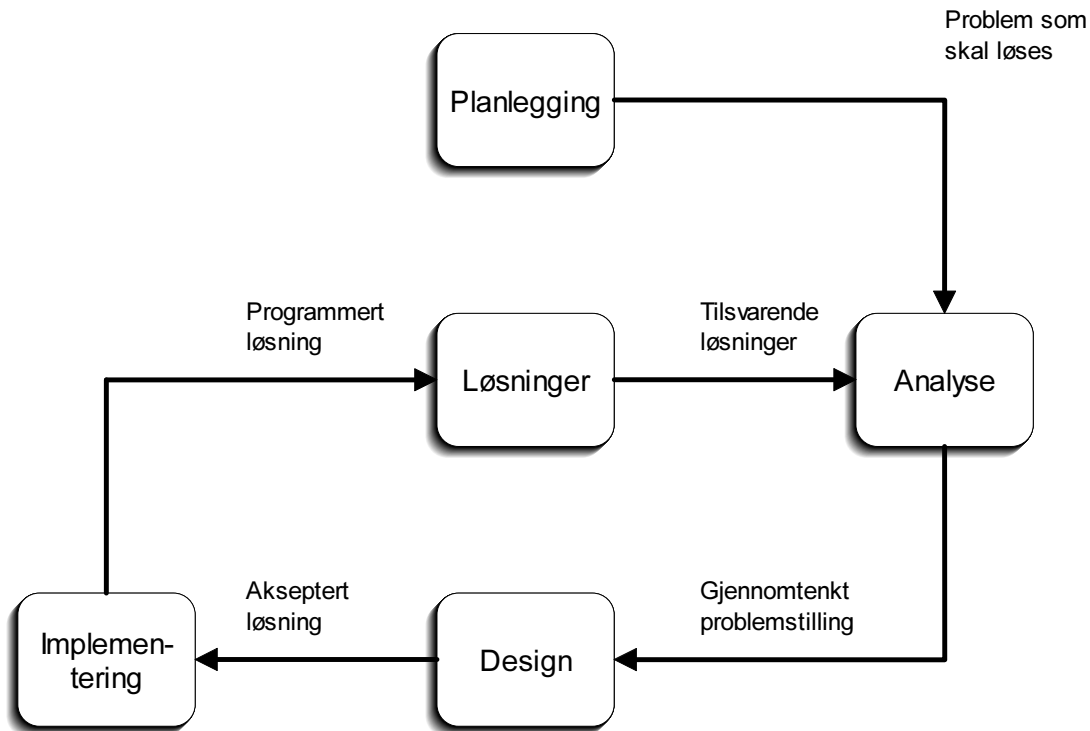 Problem som
skal løses
Planlegging
Programmert
løsning
Tilsvarende
løsninger
Løsninger
Analyse
Akseptert
løsning
Gjennomtenkt
problemstilling
Implemen-
tering
Design